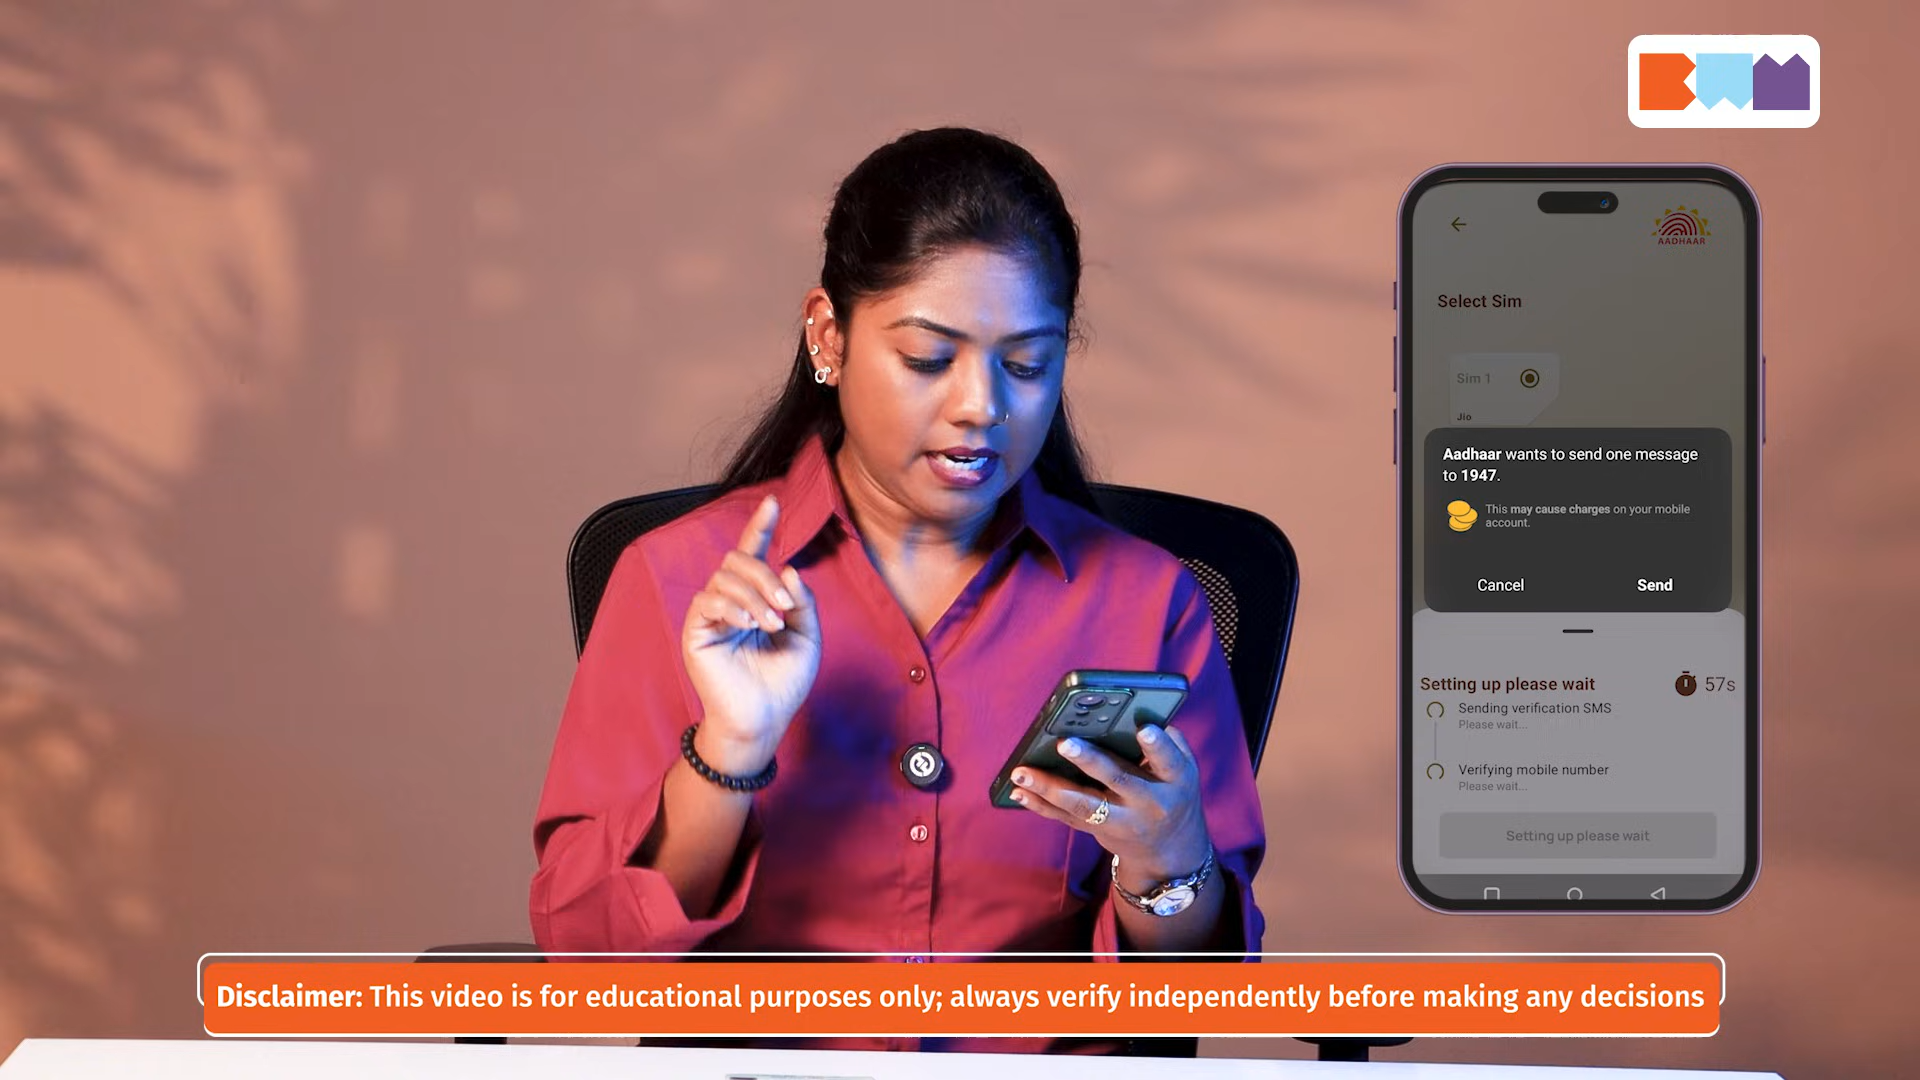 AADHAAR
Select Sim
Sim 1
Jio
Aadhaar wants to send one message
to 1947.
This may cause charges on your mobile
account.
Cancel Send
Setting up please wait 57s
Sending verification SMS
Please wait...
Verifying mobile number
Please wait...
Setting up please wait
Disclaimer: This video is for educational purposes only; always verify independently before making any decisions